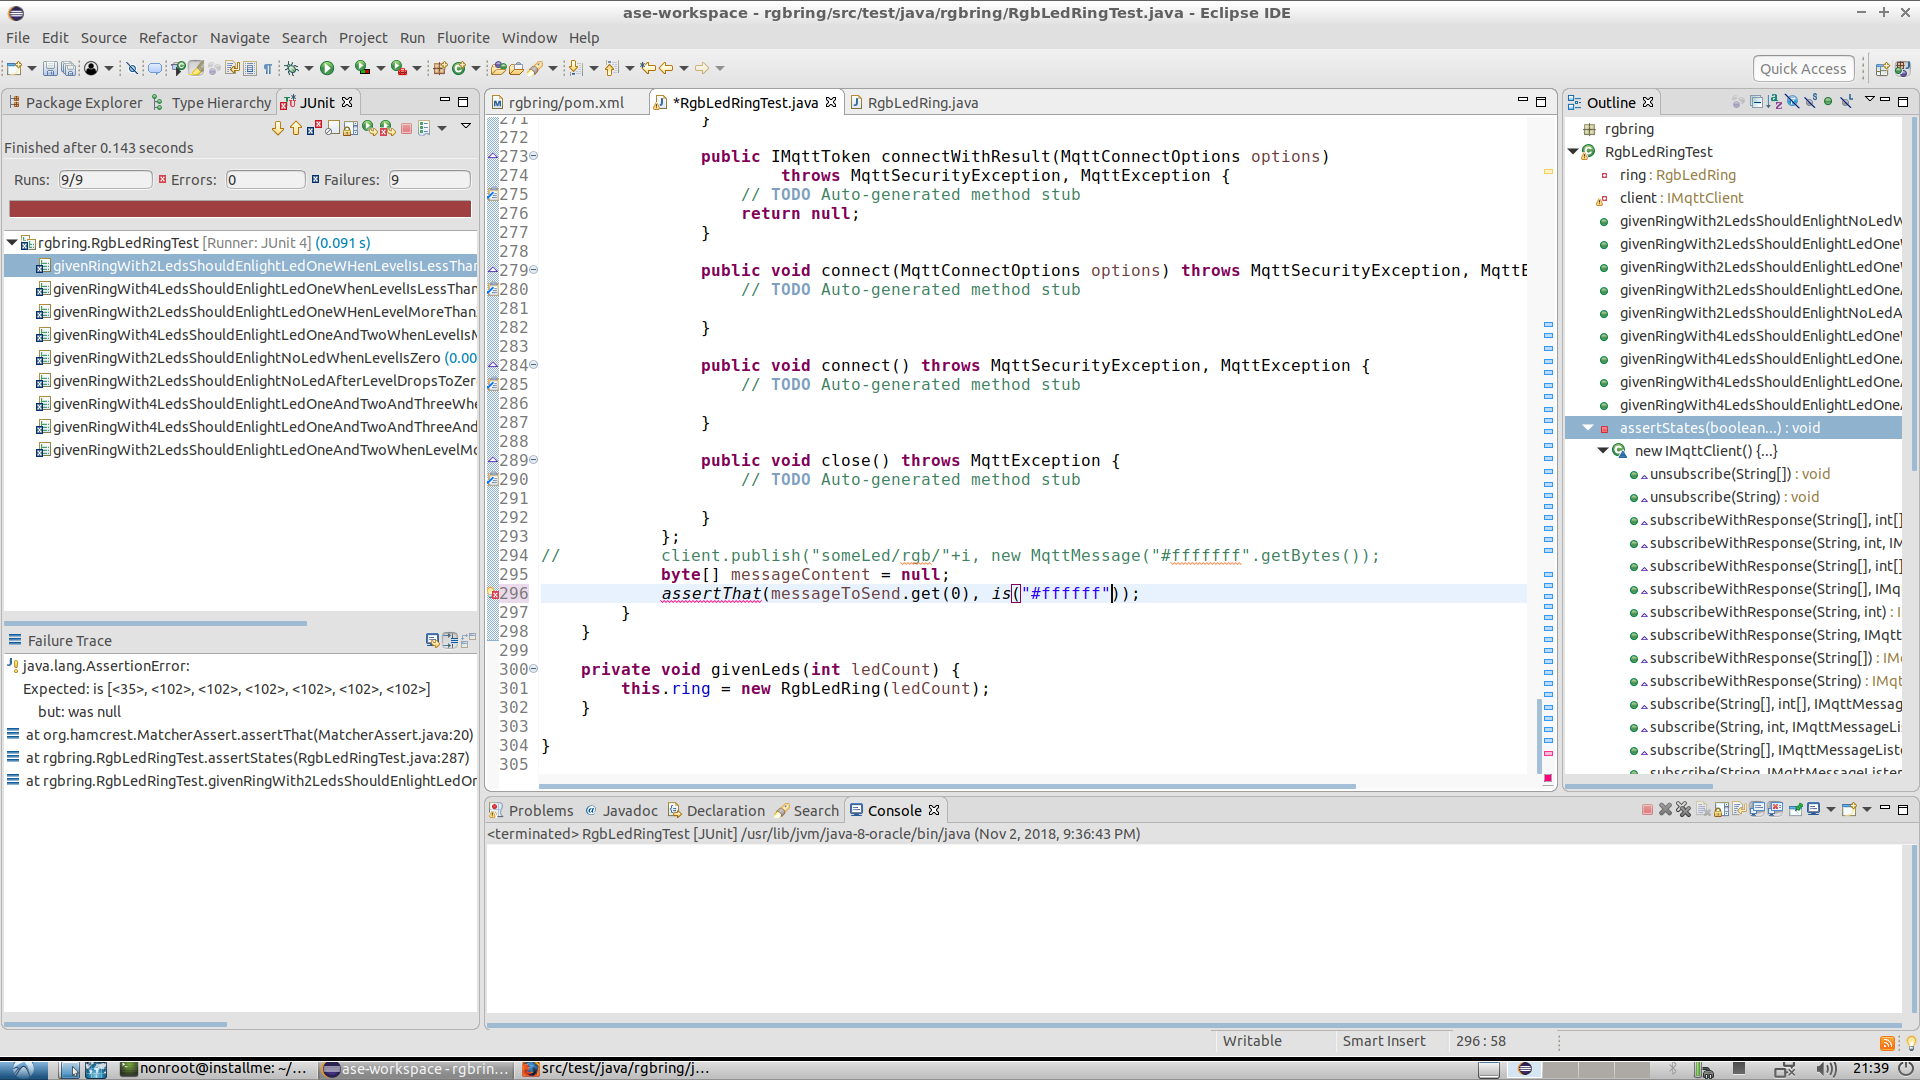 ase-workspace - rgbring/src/test/java/rgbring/RgbLedRingTest.java - Eclipse IDE
File Edit Source Refactor Navigate Search Project Run Fluorite Window Help
Quick Access
Package Explorer Type Hierarchy JUnit
Finished after 0.143 seconds
Runs: 9/9 Errors: 0 Failures: 9
rgbring.RgbLedRingTest [Runner: JUnit 4] (0.091 s)
givenRingWith2LedsShouldEnlightLedOneWHenLevelIsLessThan
givenRingWith4LedsShouldEnlightLedOneWhenLevelIsLessThan
givenRingWith2LedsShouldEnlightLedOneWHenLevelMoreThan
givenRingWith4LedsShouldEnlightLedOneAndTwoWhenLevelIsM
givenRingWith2LedsShouldEnlightNoLedWhenLevelIsZero (0.00
givenRingWith2LedsShouldEnlightNoLedAfterLevelDropsToZer
givenRingWith4LedsShouldEnlightLedOneAndTwoAndThreeWhe
givenRingWith4LedsShouldEnlightLedOneAndTwoAndThreeAnd
givenRingWith2LedsShouldEnlightLedOneAndTwoWhenLevelMo
Failure Trace
java.lang.AssertionError:
Expected: is [<35>, <102>, <102>, <102>, <102>, <102>, <102>]
but: was null
at org.hamcrest.MatcherAssert.assertThat(MatcherAssert.java:20)
at rgbring.RgbLedRingTest.assertStates(RgbLedRingTest.java:287)
at rgbring.RgbLedRingTest.givenRingWith2LedsShouldEnlightLedOr
rgbring/pom.xml *RgbLedRingTest.java RgbLedRing.java
271 }
272
273 public IMqttToken connectWithResult(MqttConnectOptions options)
274 throws MqttSecurityException, MqttException {
275 // TODO Auto-generated method stub
276 return null;
277 }
278
279 public void connect(MqttConnectOptions options) throws MqttSecurityException, MqttE
280 // TODO Auto-generated method stub
281
282 }
283
284 public void connect() throws MqttSecurityException, MqttException {
285 // TODO Auto-generated method stub
286
287 }
288
289 public void close() throws MqttException {
290 // TODO Auto-generated method stub
291
292 }
293 };
294 // client.publish("someLed/rgb/"+i, new MqttMessage("#fffffff".getBytes());
295 byte[] messageContent = null;
296 assertThat(messageToSend.get(0), is("#ffffff"));
297 }
298 }
299
300 private void givenLeds(int ledCount) {
301 this.ring = new RgbLedRing(ledCount);
302 }
303
304 }
305
Outline
rgbring
RgbLedRingTest
ring : RgbLedRing
client : IMqttClient
givenRingWith2LedsShouldEnlightNoLedW
givenRingWith2LedsShouldEnlightLedOne
givenRingWith2LedsShouldEnlightLedOne
givenRingWith2LedsShouldEnlightLedOne
givenRingWith2LedsShouldEnlightNoLedA
givenRingWith4LedsShouldEnlightLedOne
givenRingWith4LedsShouldEnlightLedOne
givenRingWith4LedsShouldEnlightLedOne
givenRingWith4LedsShouldEnlightLedOne
assertStates(boolean...) : void
new IMqttClient() {...}
unsubscribe(String[]) : void
unsubscribe(String) : void
subscribeWithResponse(String[], int[]
subscribeWithResponse(String, int, IM
subscribeWithResponse(String[], int[]
subscribeWithResponse(String[], IMq
subscribeWithResponse(String, int) : I
subscribeWithResponse(String, IMqtt
subscribeWithResponse(String[]) : IM
subscribeWithResponse(String) : IMqt
subscribe(String[], int[], IMqttMessag
subscribe(String, int, IMqttMessageLi
subscribe(String[], IMqttMessageListe
subscribe(String, IMqttMessageListener
Problems Javadoc Declaration Search Console
<terminated> RgbLedRingTest [JUnit] /usr/lib/jvm/java-8-oracle/bin/java (Nov 2, 2018, 9:36:43 PM)
Writable Smart Insert 296 : 58
nonroot@installme: ~/... ase-workspace - rgbrin... src/test/java/rgbring/j... 21:39